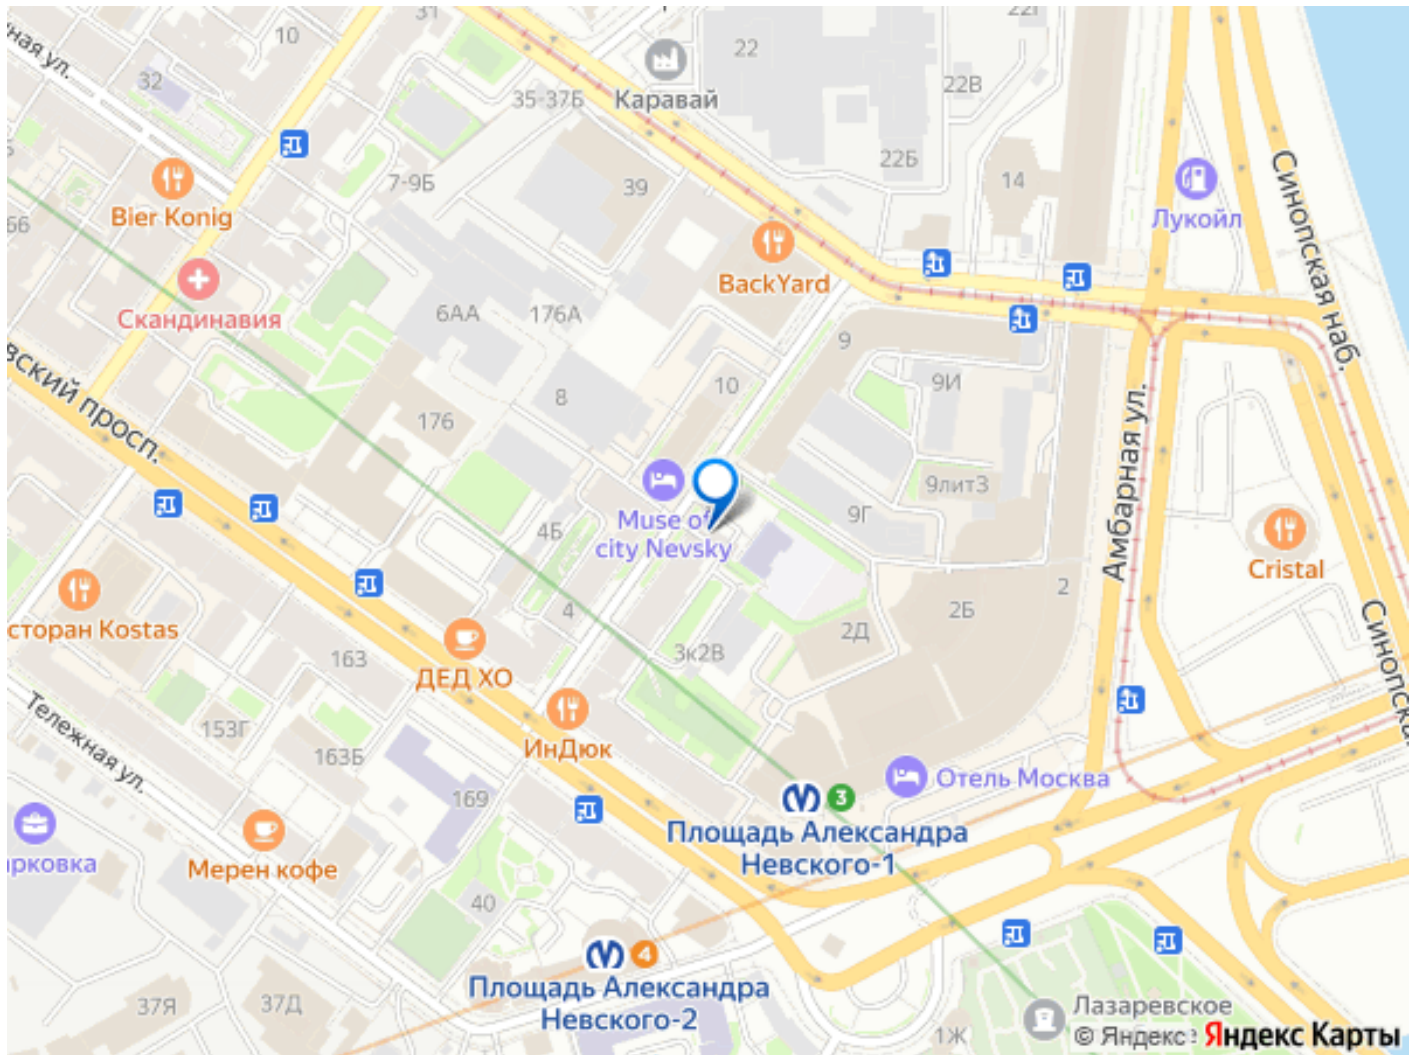 31
22Г
10
ная ул.
22
32
Каравай
35-37Б
22В
22Б
Bier Konig
7-9Б
39
14
Лукойл
Синопская наб.
66
BackYard
Скандинавия
6АА
176А
9
вский просп.
10
9И
8
176
Амбарная ул.
9лит3
9Г
Muse of
city Nevsky
4Б
Cristal
2
2Б
4
2Д
сторан Kostas
163
3к2В
ДЕД ХО
Синопска
Тележная ул.
153Г
163Б
ИнДюк
Отель Москва
169
3
Площадь Александра
Невского-1
арковка
Мерен кофе
40
4
Площадь Александра
Невского-2
37Я
37Д
1Ж
Лазаревское
© Яндекс Яндекс Карты